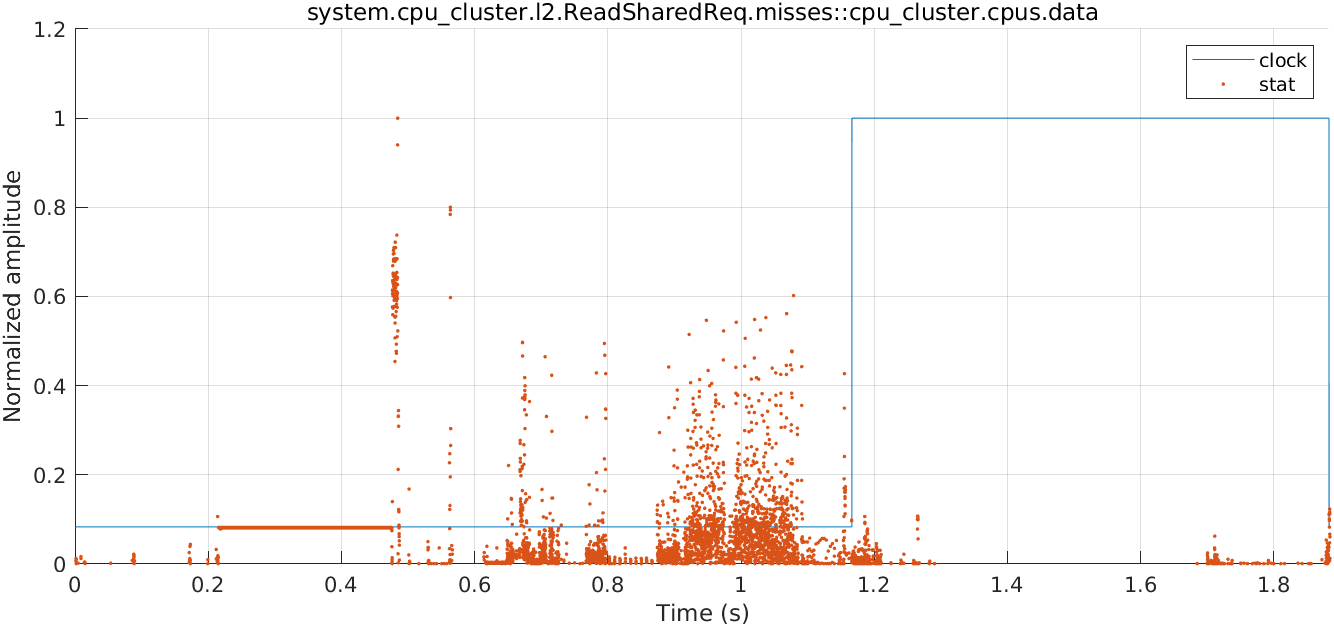 system.cpu_cluster.l2.ReadSharedReq.misses::cpu_cluster.cpus.data
1.2
1
0.8
0.6
0.4
0.2
0
Normalized amplitude
clock
stat
0 0.2 0.4 0.6 0.8 1 1.2 1.4 1.6 1.8
Time (s)